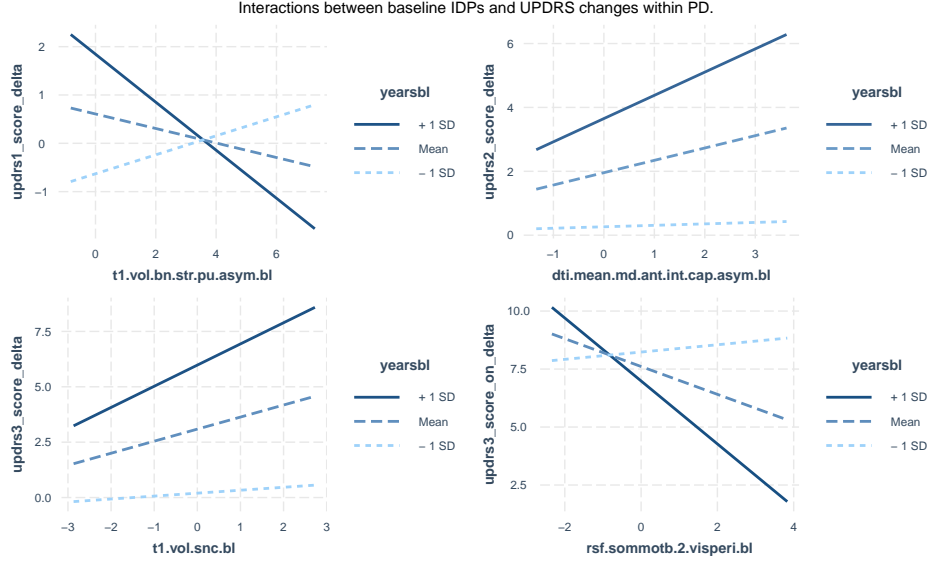 Interactions between baseline IDPs and UPDRS changes within PD.
updrs1_score_delta
2
1
0
−1
0
2
4
6
t1.vol.bn.str.pu.asym.bl
yearsbl
+ 1 SD
Mean
− 1 SD
updrs2_score_delta
6
4
2
0
−1
0
1
2
3
dti.mean.md.ant.int.cap.asym.bl
yearsbl
+ 1 SD
Mean
− 1 SD
updrs3_score_delta
7.5
5.0
2.5
0.0
−3
−2
−1
0
1
2
3
t1.vol.snc.bl
yearsbl
+ 1 SD
Mean
− 1 SD
updrs3_score_on_delta
10.0
7.5
5.0
2.5
−2
0
2
4
rsf.sommotb.2.visperi.bl
yearsbl
+ 1 SD
Mean
− 1 SD